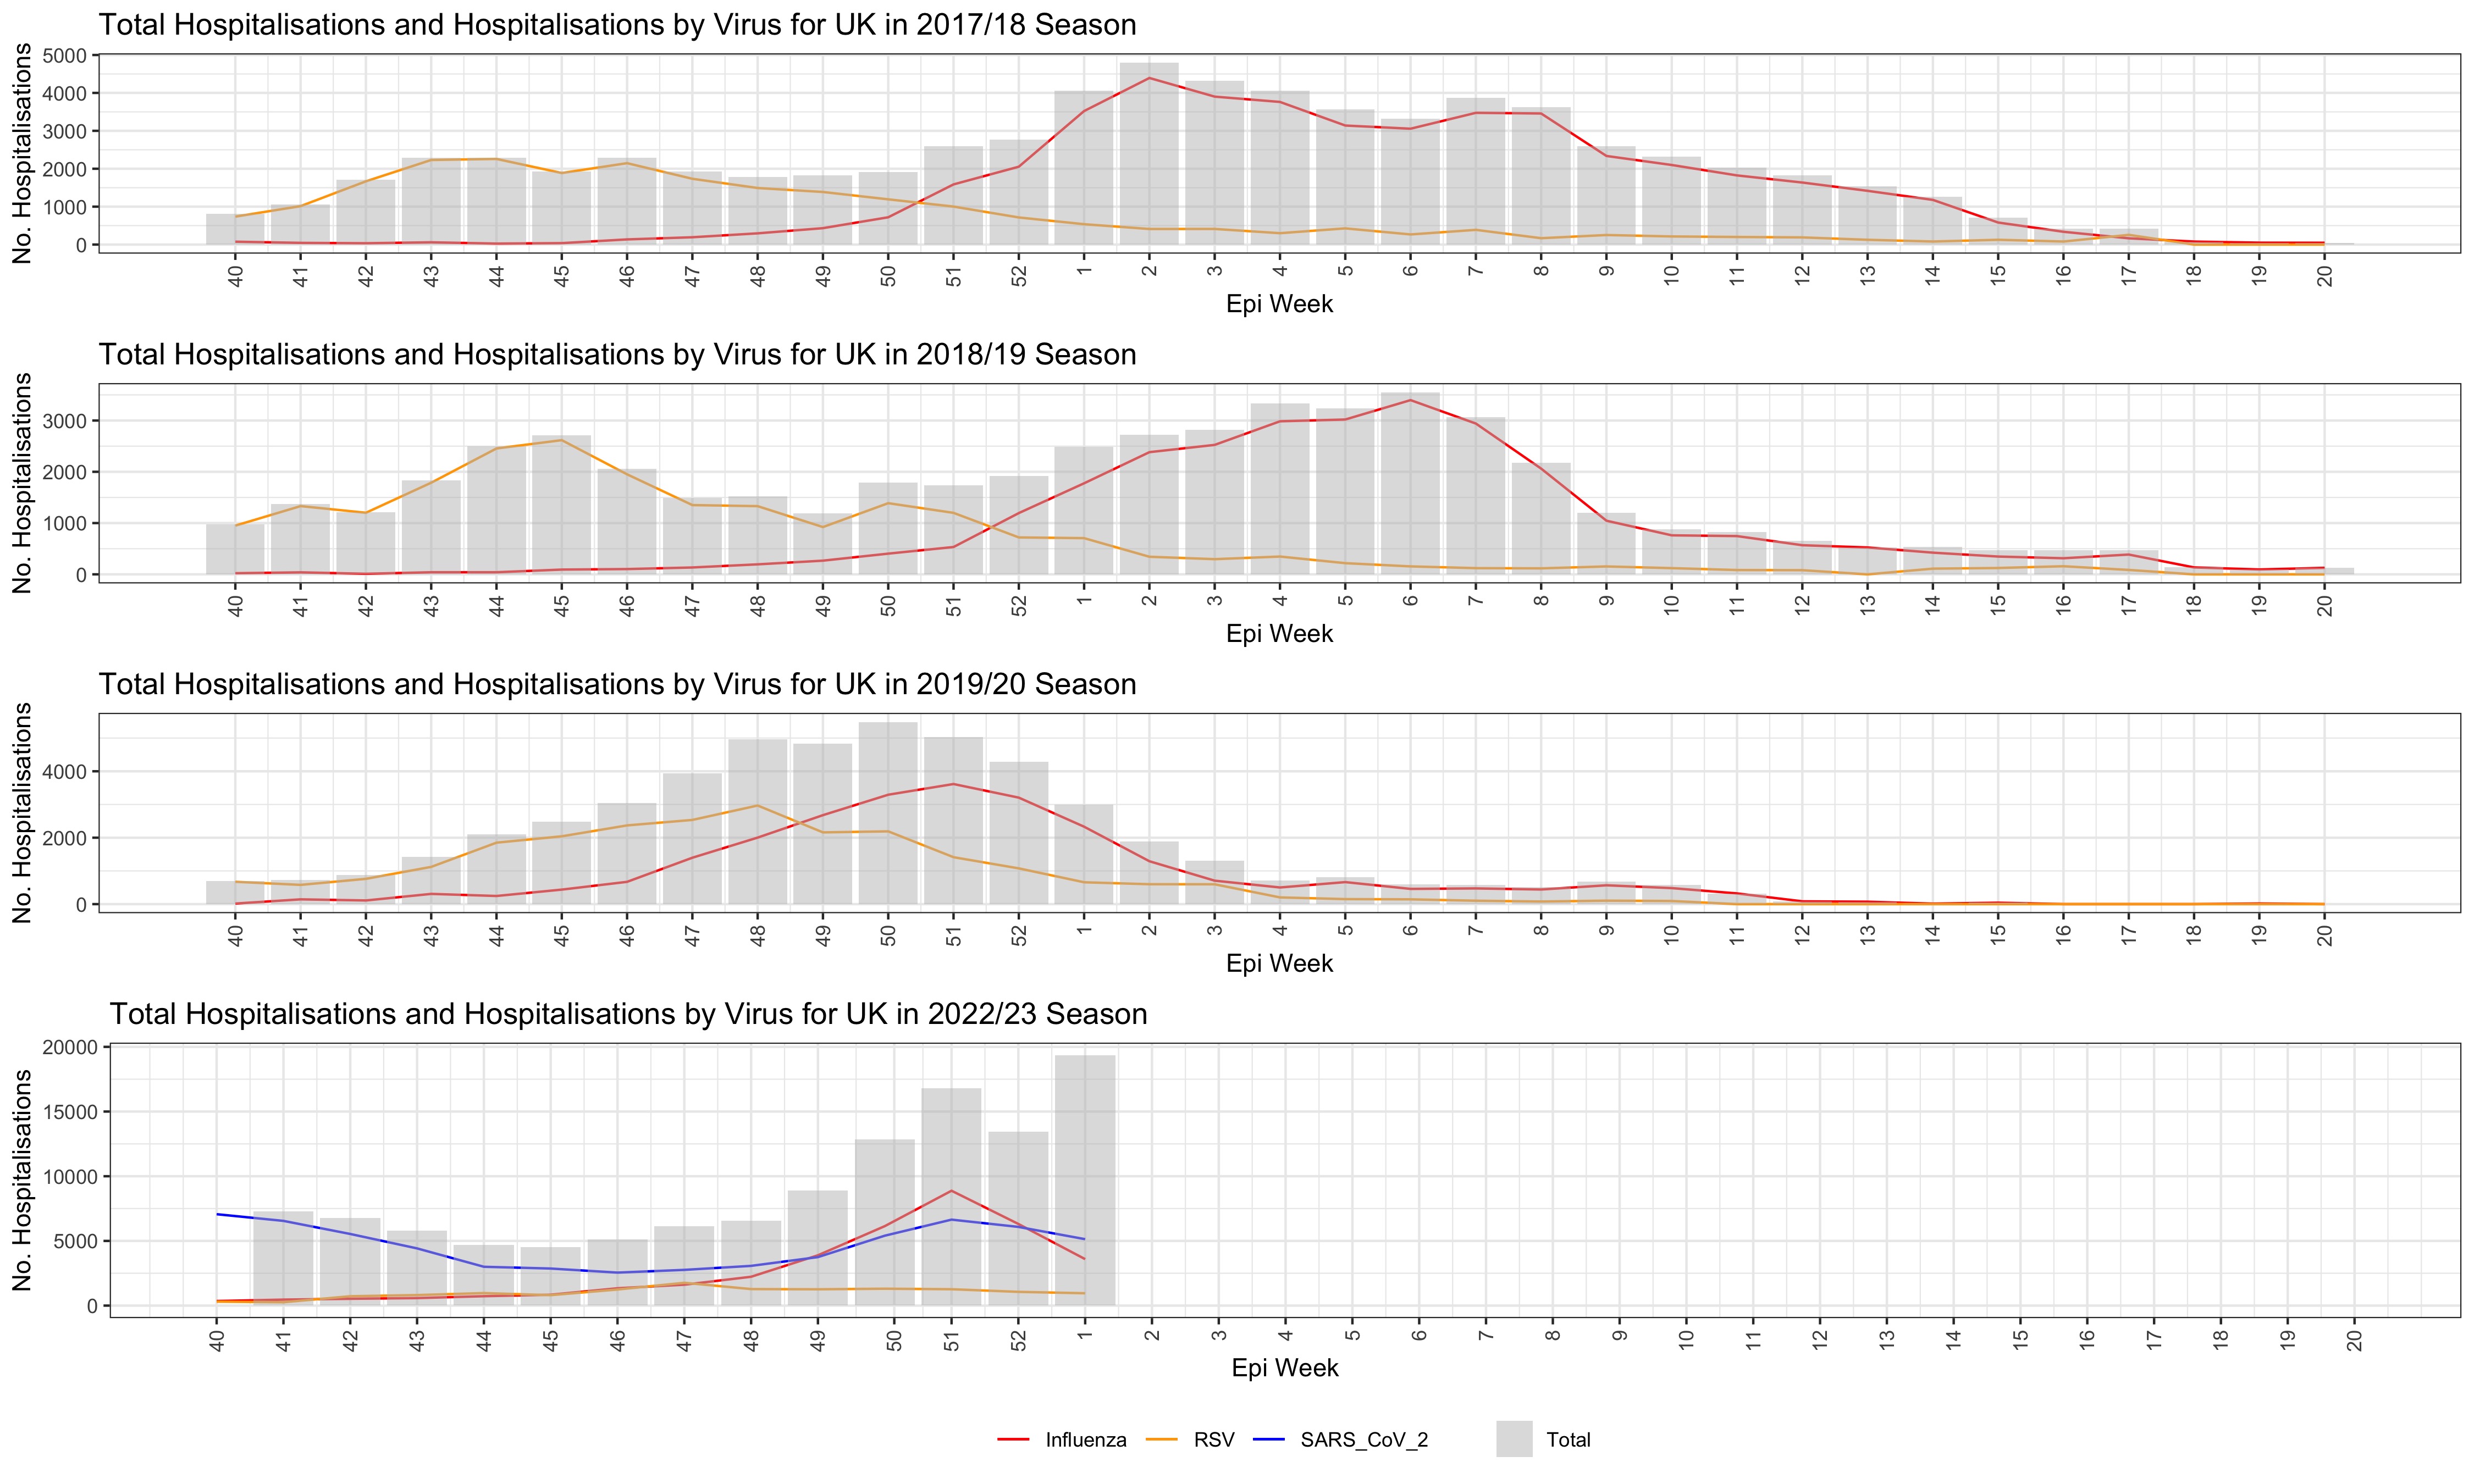 Total Hospitalisations and Hospitalisations by Virus for UK in 2017/18 Season
No. Hospitalisations
5000
4000
3000
2000
1000
0
40 41 42 43 44 45 46 47 48 49 50 51 52 1 2 3 4 5 6 7 8 9 10 11 12 13 14 15 16 17 18 19 20
Epi Week
Total Hospitalisations and Hospitalisations by Virus for UK in 2018/19 Season
No. Hospitalisations
3000
2000
1000
0
40 41 42 43 44 45 46 47 48 49 50 51 52 1 2 3 4 5 6 7 8 9 10 11 12 13 14 15 16 17 18 19 20
Epi Week
Total Hospitalisations and Hospitalisations by Virus for UK in 2019/20 Season
No. Hospitalisations
4000
2000
0
40 41 42 43 44 45 46 47 48 49 50 51 52 1 2 3 4 5 6 7 8 9 10 11 12 13 14 15 16 17 18 19 20
Epi Week
Total Hospitalisations and Hospitalisations by Virus for UK in 2022/23 Season
No. Hospitalisations
20000
15000
10000
5000
0
40 41 42 43 44 45 46 47 48 49 50 51 52 1 2 3 4 5 6 7 8 9 10 11 12 13 14 15 16 17 18 19 20
Epi Week
Influenza RSV SARS_CoV_2 Total